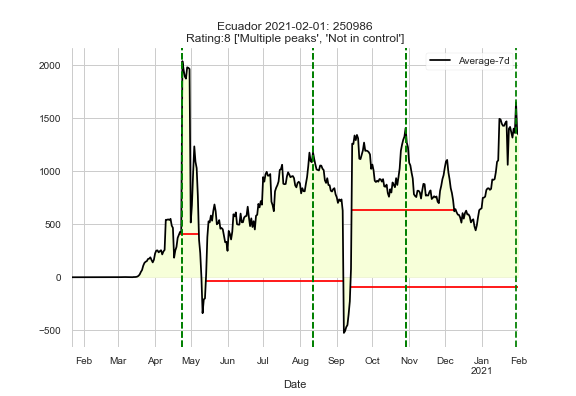 Ecuador 2021-02-01: 250986
Rating:8 ['Multiple peaks', 'Not in control']
Average-7d
2000
1500
1000
500
0
−500
Feb Mar Apr May Jun Jul Aug Sep Oct Nov Dec Jan Feb
2021
Date